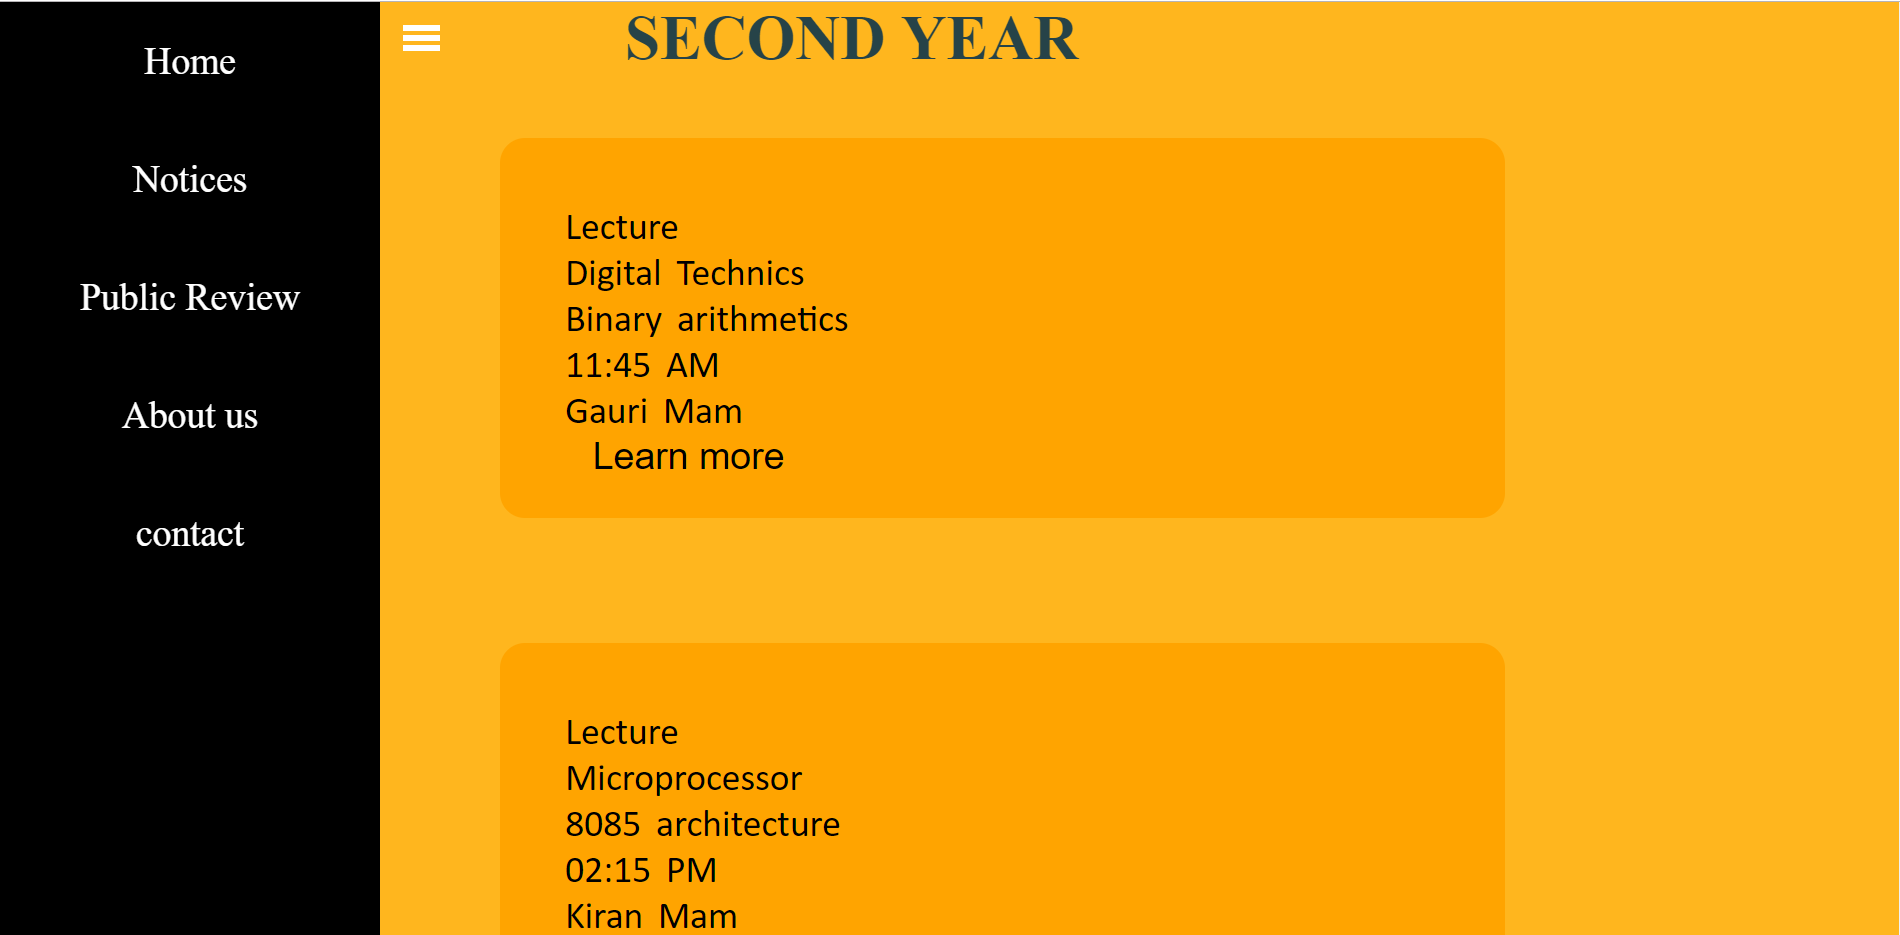 Home
Notices
Public Review
About us
contact
SECOND YEAR
Lecture
Digital Technics
Binary arithmetics
11:45 AM
Gauri Mam
Learn more
Lecture
Microprocessor
8085 architecture
02:15 PM
Kiran Mam